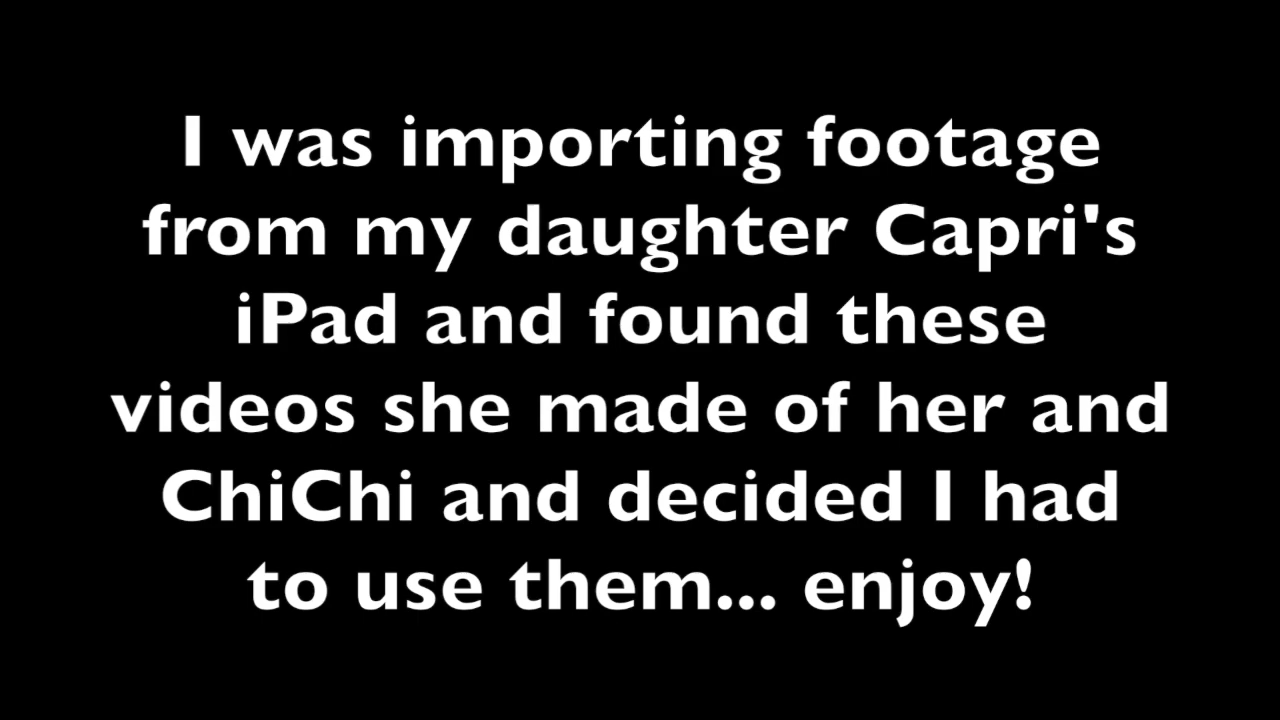 I was importing footage
from my daughter Capri's
iPad and found these
videos she made of her and
ChiChi and decided I had
to use them... enjoy!